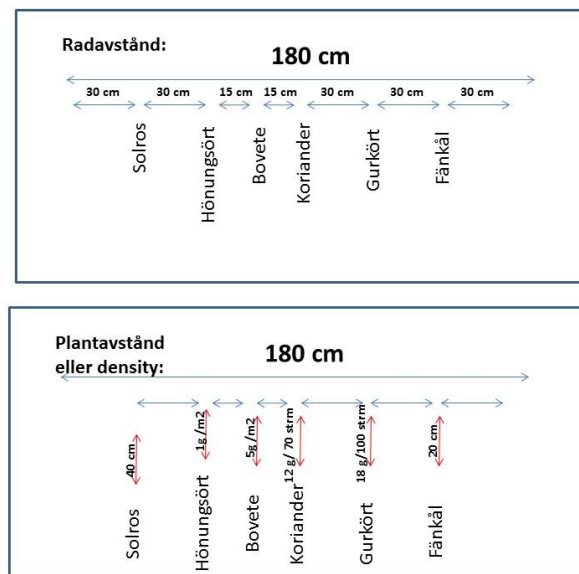 Radavstånd:
180 cm
30 cm 30 cm 15 cm 15 cm 30 cm 30 cm 30 cm
Solros Hönungsört Bovete Koriander Gurkört Fänkål
Plantavstånd
eller density:
180 cm
40 cm 1g /m2 5g /m2 12 g/ 70 strm 18 g/100 strm 20 cm
Solros Hönungsört Bovete Koriander Gurkört Fänkål